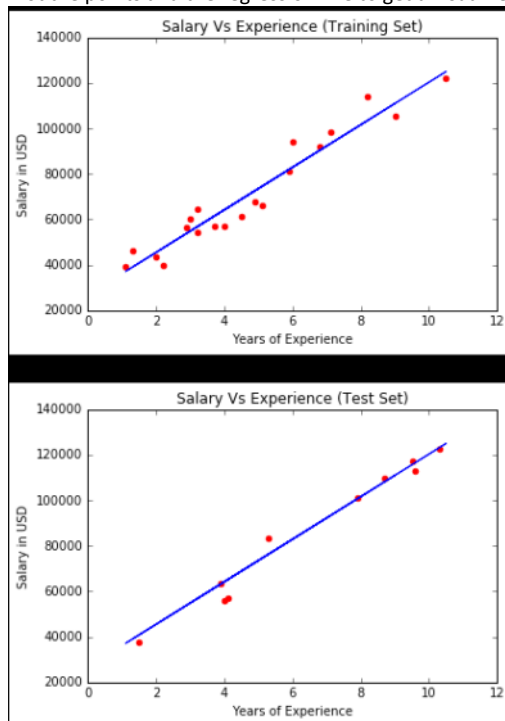 Salary Vs Experience (Training Set)
140000
120000
100000
80000
60000
40000
20000
Salary in USD
0 2 4 6 8 10 12
Years of Experience
Salary Vs Experience (Test Set)
140000
120000
100000
80000
60000
40000
20000
Salary in USD
0 2 4 6 8 10 12
Years of Experience